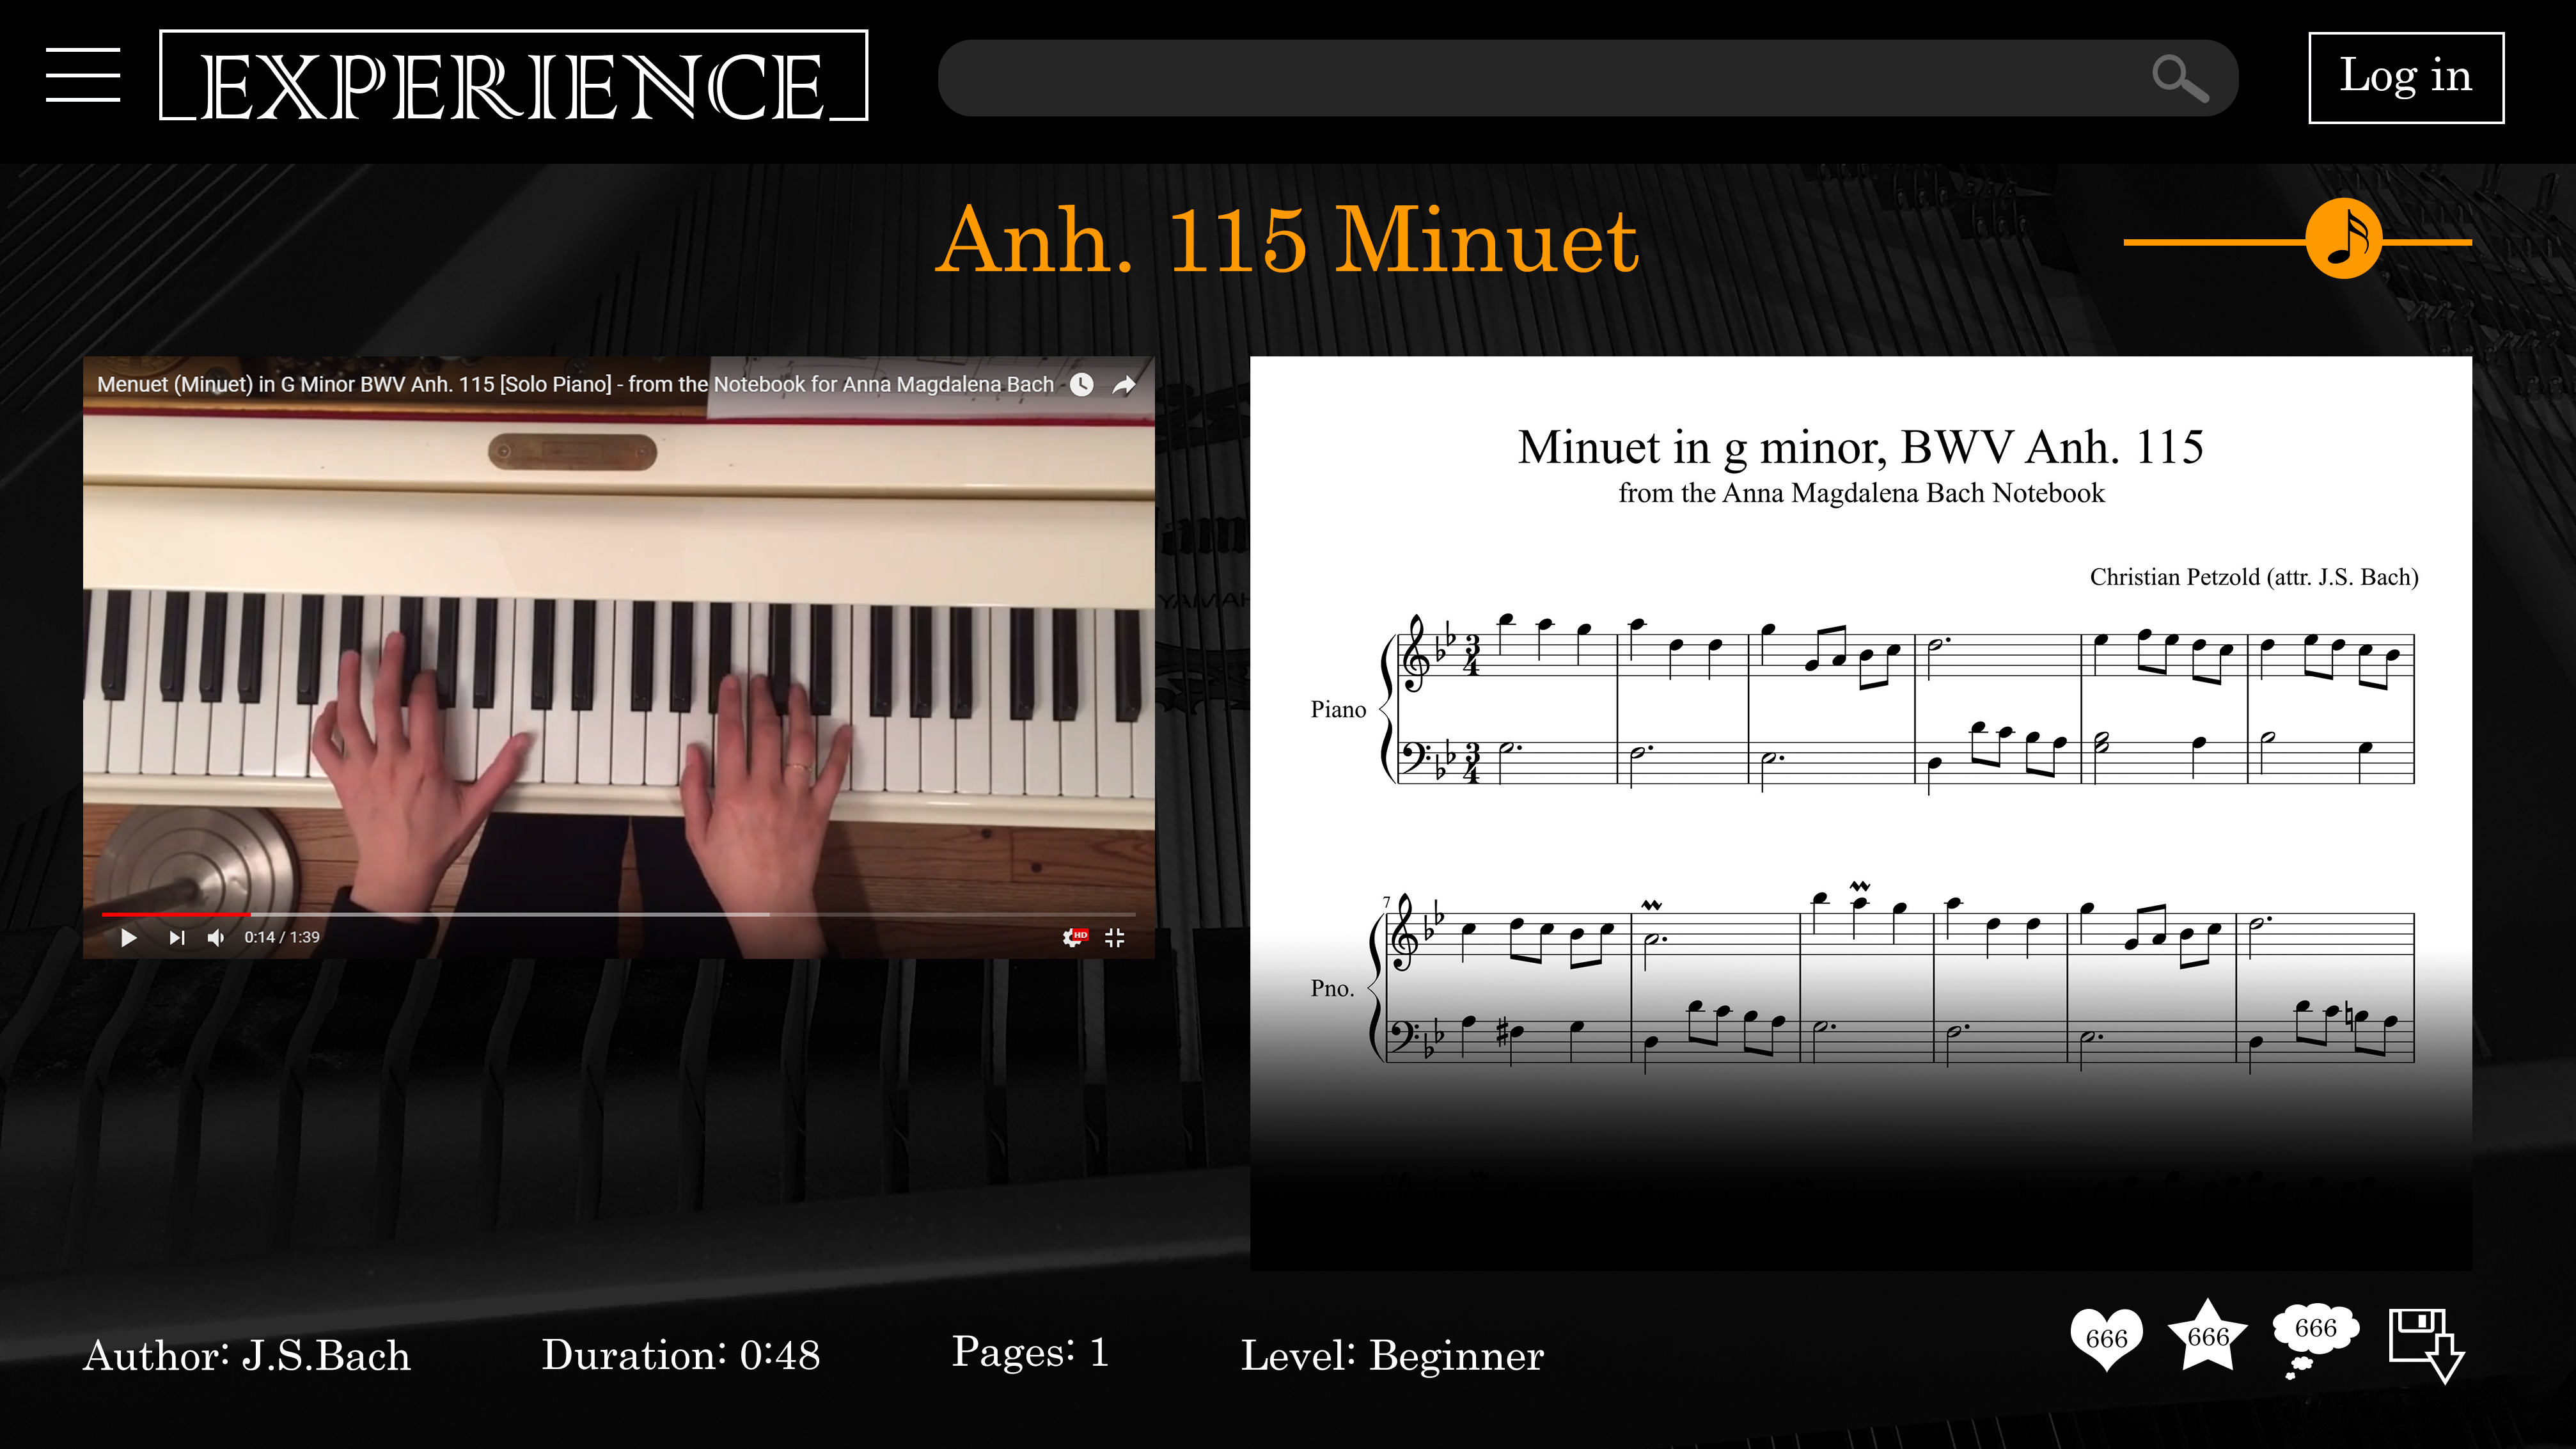 EXPERIENCE
Log in
Anh. 115 Minuet
Menuet (Minuet) in G Minor BWV Anh. 115 [Solo Piano] - from the Notebook for Anna Magdalena Bach
YAMAH
0:14 / 1:39
HD
Minuet in g minor, BWV Anh. 115
from the Anna Magdalena Bach Notebook
Christian Petzold (attr. J.S. Bach)
3
4
Piano
3
4
7
Pno.
Author: J.S.Bach
Duration: 0:48
Pages: 1
Level: Beginner
666
666
666